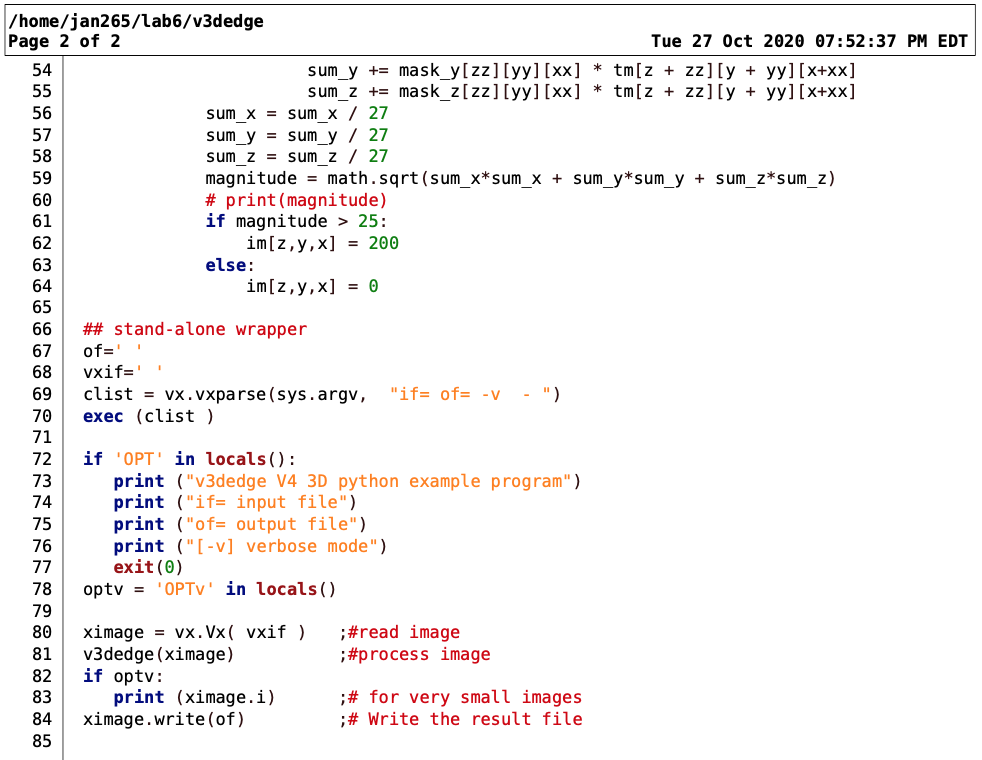 /home/jan265/lab6/v3dedge
Page 2 of 2 Tue 27 Oct 2020 07:52:37 PM EDT
54                         sum_y += mask_y[zz][yy][xx] * tm[z + zz][y + yy][x+xx]
55                         sum_z += mask_z[zz][yy][xx] * tm[z + zz][y + yy][x+xx]
56               sum_x = sum_x / 27
57               sum_y = sum_y / 27
58               sum_z = sum_z / 27
59               magnitude = math.sqrt(sum_x*sum_x + sum_y*sum_y + sum_z*sum_z)
60               # print(magnitude)
61               if magnitude > 25:
62                   im[z,y,x] = 200
63               else:
64                   im[z,y,x] = 0
65
66   ## stand-alone wrapper
67   of=' '
68   vxif=' '
69   clist = vx.vxparse(sys.argv,  "if= of= -v  - ")
70   exec (clist )
71
72   if 'OPT' in locals():
73      print ("v3dedge V4 3D python example program")
74      print ("if= input file")
75      print ("of= output file")
76      print ("[-v] verbose mode")
77      exit(0)
78   optv = 'OPTv' in locals()
79
80   ximage = vx.Vx( vxif )   ;#read image
81   v3dedge(ximage)          ;#process image
82   if optv:
83      print (ximage.i)      ;# for very small images
84   ximage.write(of)         ;# Write the result file
85